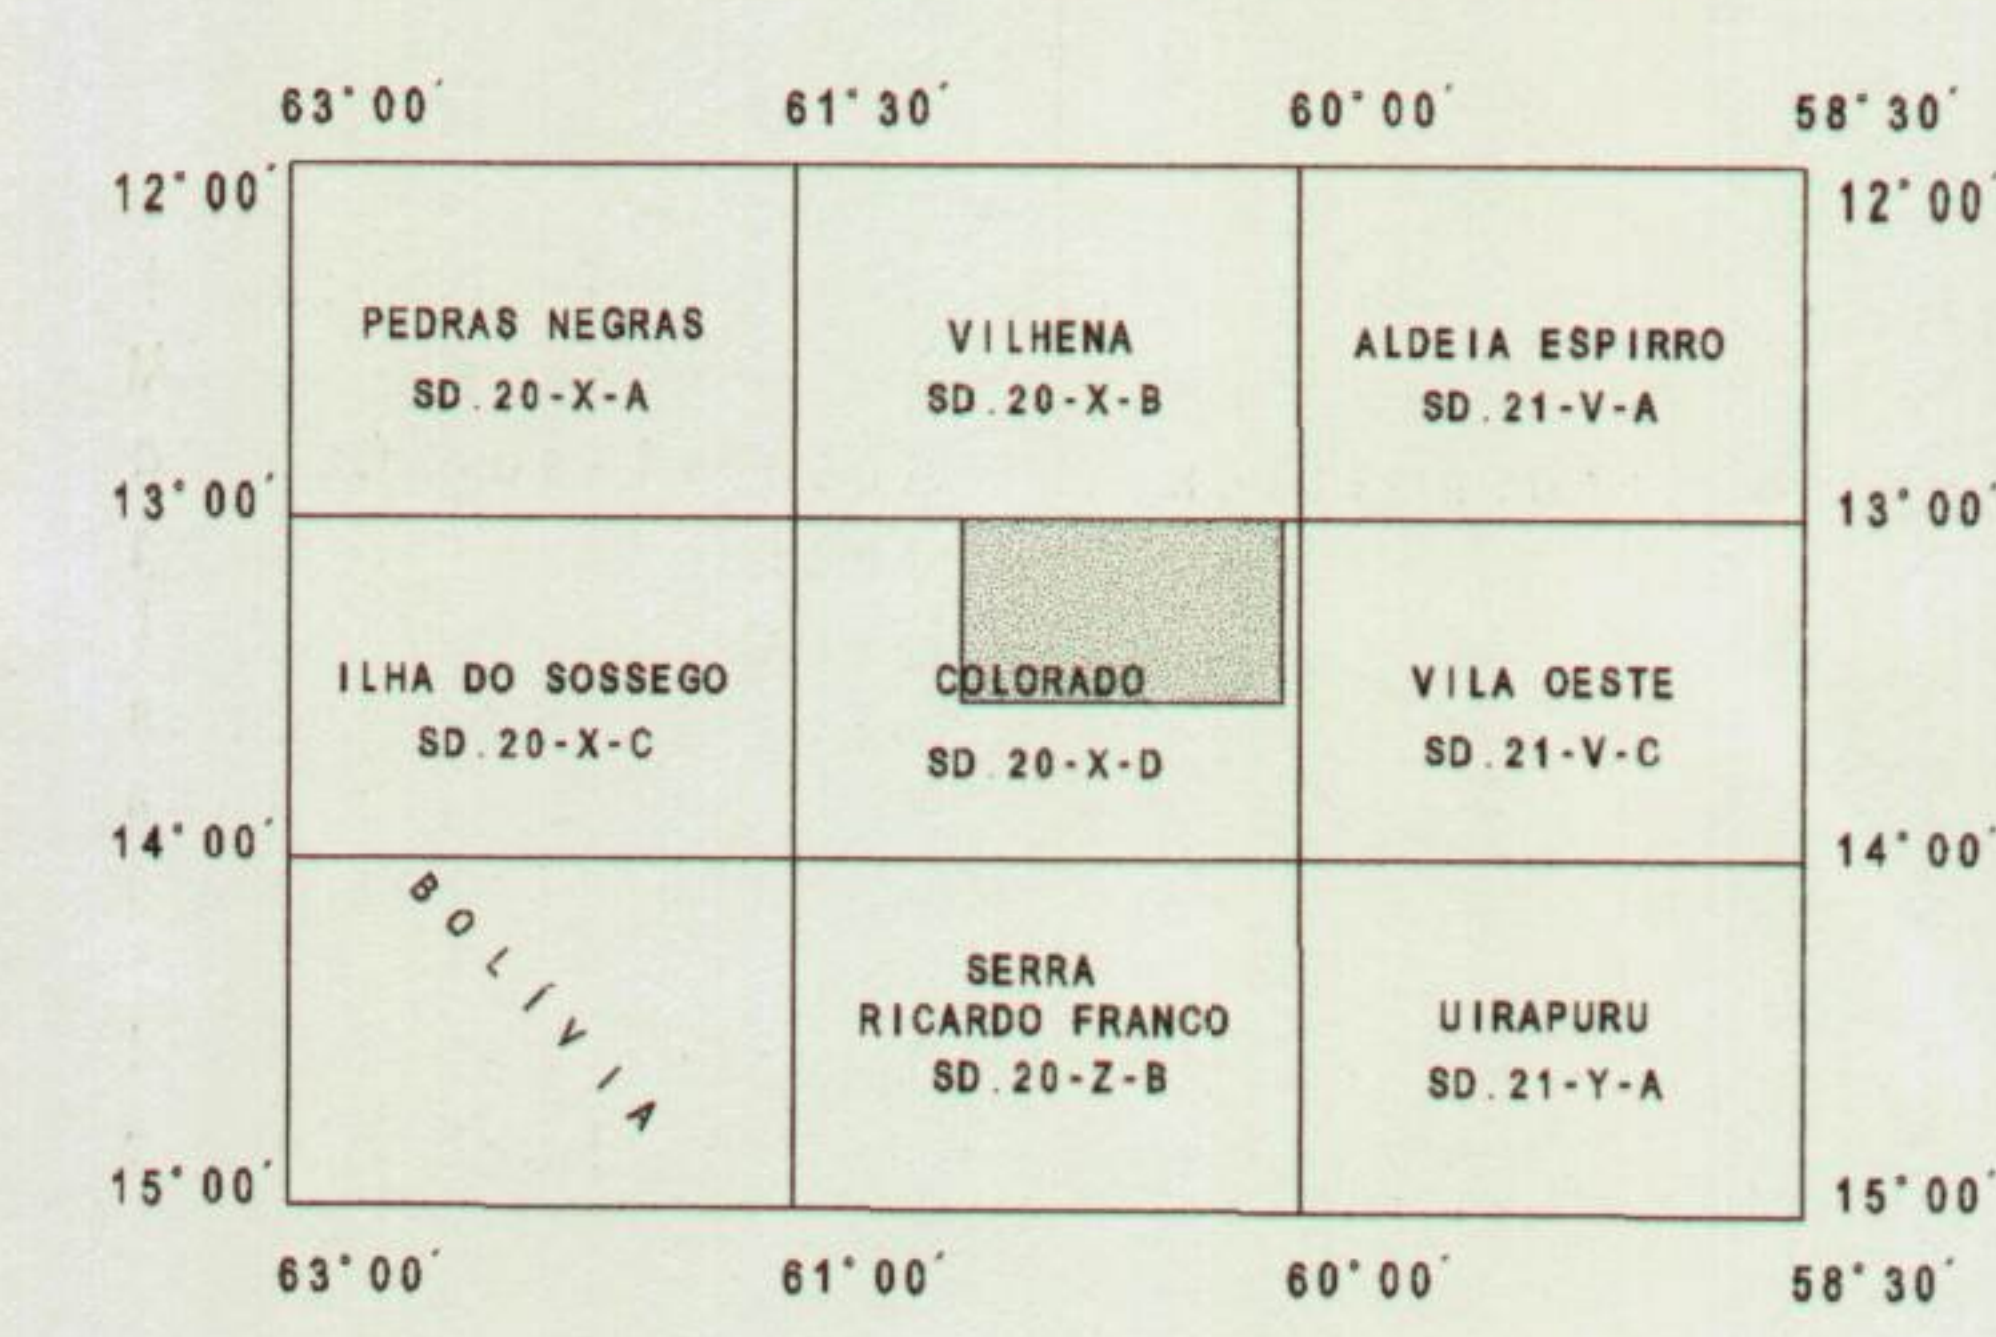 63°00´ 61°30´ 60°00´ 58°30´
12°00´ 12°00´
PEDRAS NEGRAS
SD.20-X-A
VILHENA
SD.20-X-B
ALDEIA ESPIRRO
SD.21-V-A
13°00´ 13°00´
ILHA DO SOSSEGO
SD.20-X-C
COLORADO
SD.20-X-D
VILA OESTE
SD.21-V-C
14°00´ 14°00´
BOLÍVIA
SERRA
RICARDO FRANCO
SD.20-Z-B
UIRAPURU
SD.21-Y-A
15°00´ 15°00´
63°00´ 61°00´ 60°00´ 58°30´